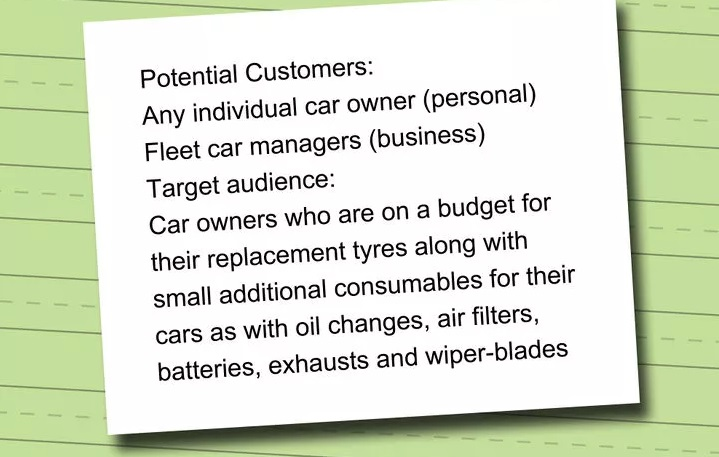 Potential Customers:
Any individual car owner (personal)
Fleet car managers (business)
Target audience:
Car owners who are on a budget for
their replacement tyres along with
small additional consumables for their
cars as with oil changes, air filters,
batteries, exhausts and wiper-blades